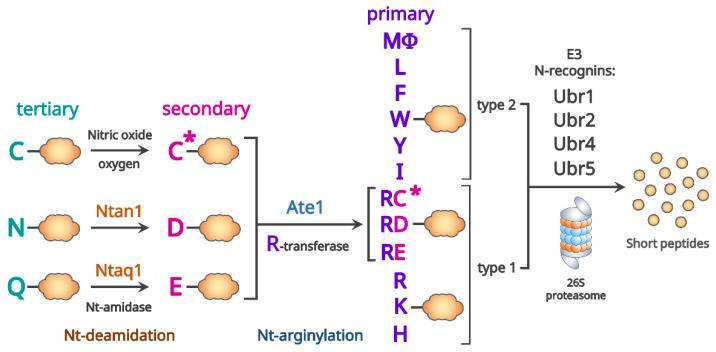 primary
MΦ
L
F
W
Y
I
RC*
RD
RE
R
K
H
type 2
type 1
tertiary
C
N
Q
Nitric oxide
oxygen
Ntan1
Ntaq1
Nt-amidase
Nt-deamidation
secondary
C*
D
E
Ate1
R-transferase
Nt-arginylation
E3
N-recognins:
Ubr1
Ubr2
Ubr4
Ubr5
26S
proteasome
Short peptides